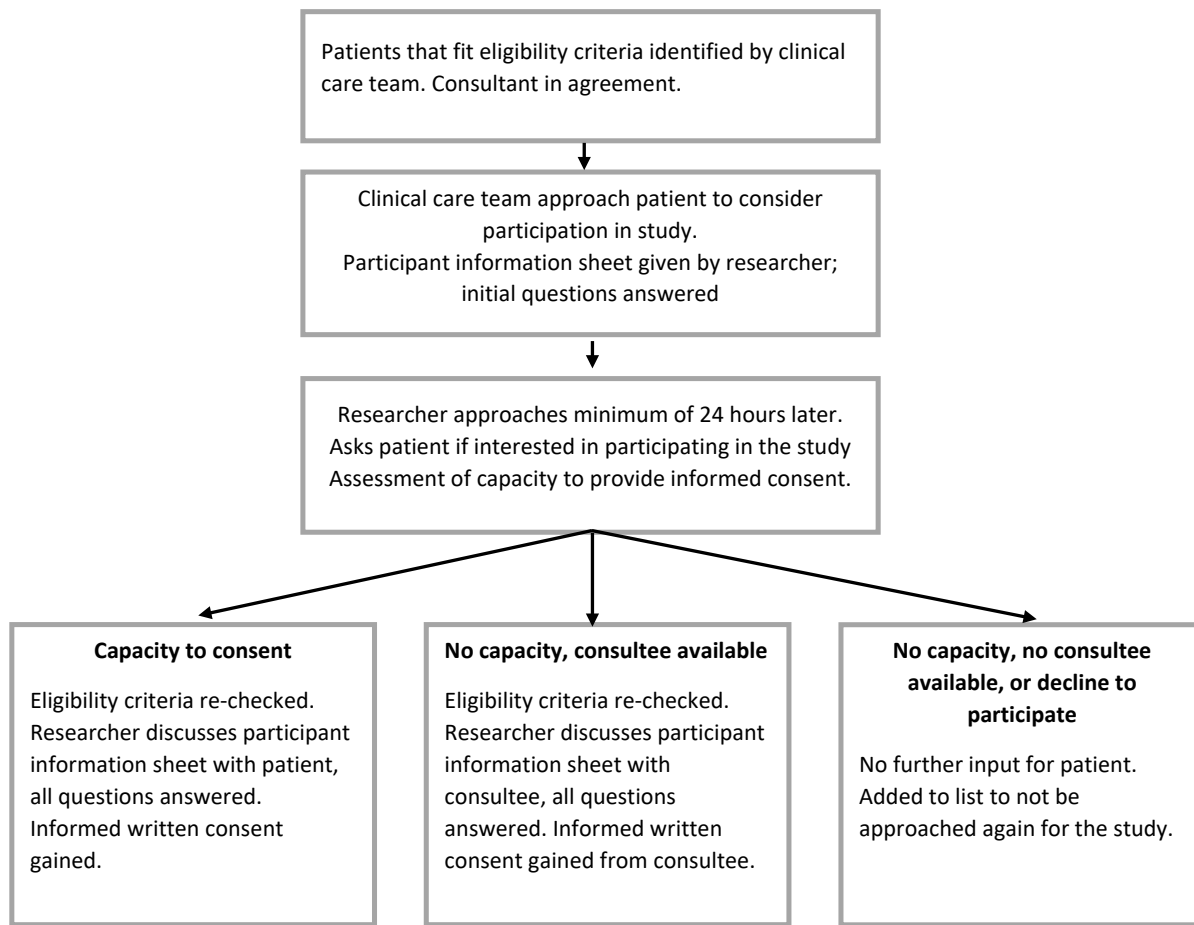 Patients that fit eligibility criteria identified by clinical
care team. Consultant in agreement.
Clinical care team approach patient to consider
participation in study.
Participant information sheet given by researcher;
initial questions answered
Researcher approaches minimum of 24 hours later.
Asks patient if interested in participating in the study
Assessment of capacity to provide informed consent.
Capacity to consent
Eligibility criteria re-checked.
Researcher discusses participant
information sheet with patient,
all questions answered.
Informed written consent
gained.
No capacity, consultee available
Eligibility criteria re-checked.
Researcher discusses participant
information sheet with
consultee, all questions
answered. Informed written
consent gained from consultee.
No capacity, no consultee
available, or decline to
participate
No further input for patient.
Added to list to not be
approached again for the study.